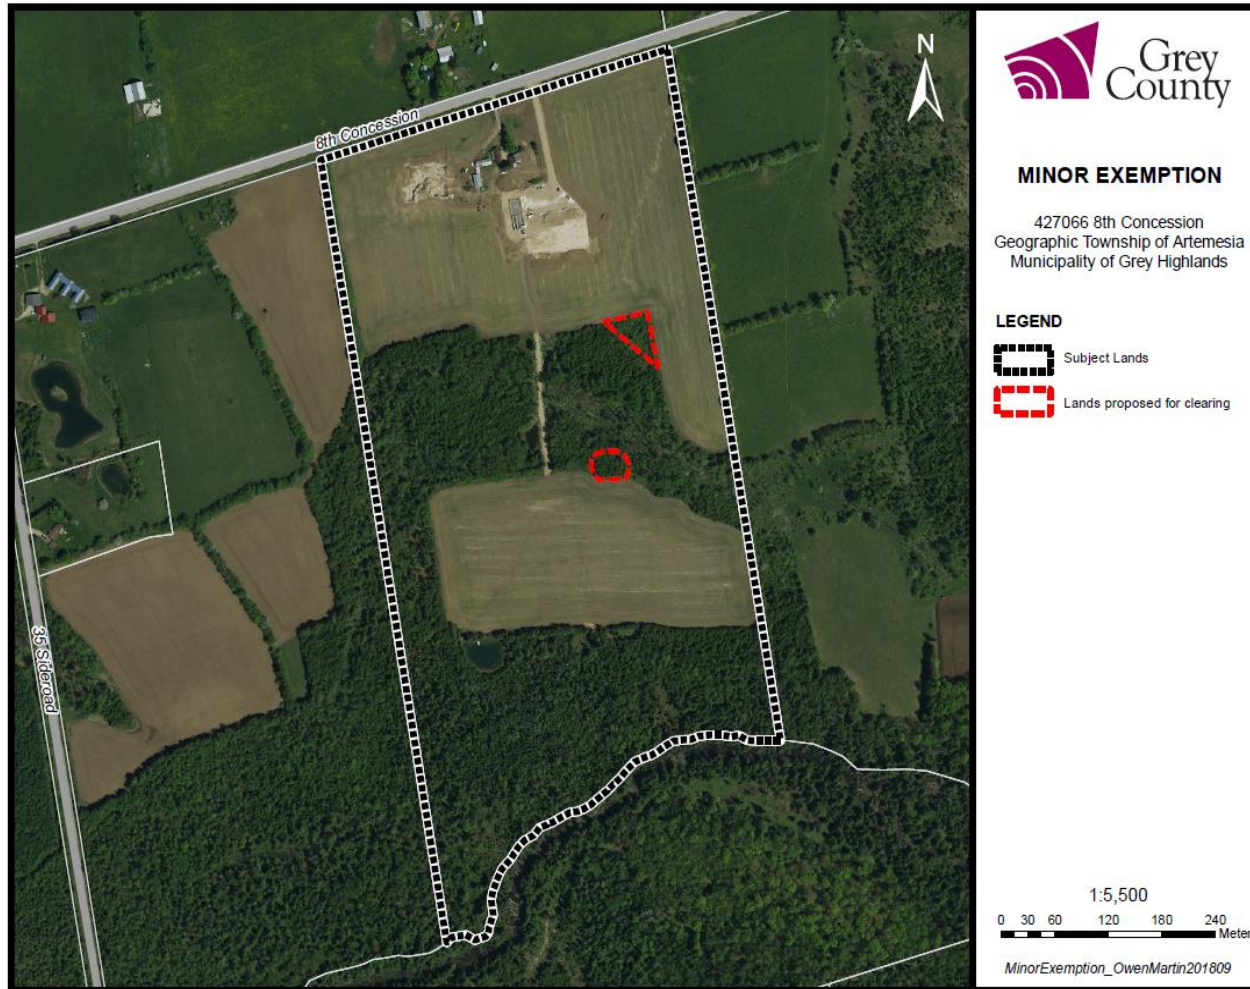 8th Concession
35 Sideroad
N
Grey
County
MINOR EXEMPTION
427066 8th Concession
Geographic Township of Artemesia
Municipality of Grey Highlands
LEGEND
Subject Lands
Lands proposed for clearing
1:5,500
0 30 60 120 180 240
Meter
MinorExemption_OwenMartin201809